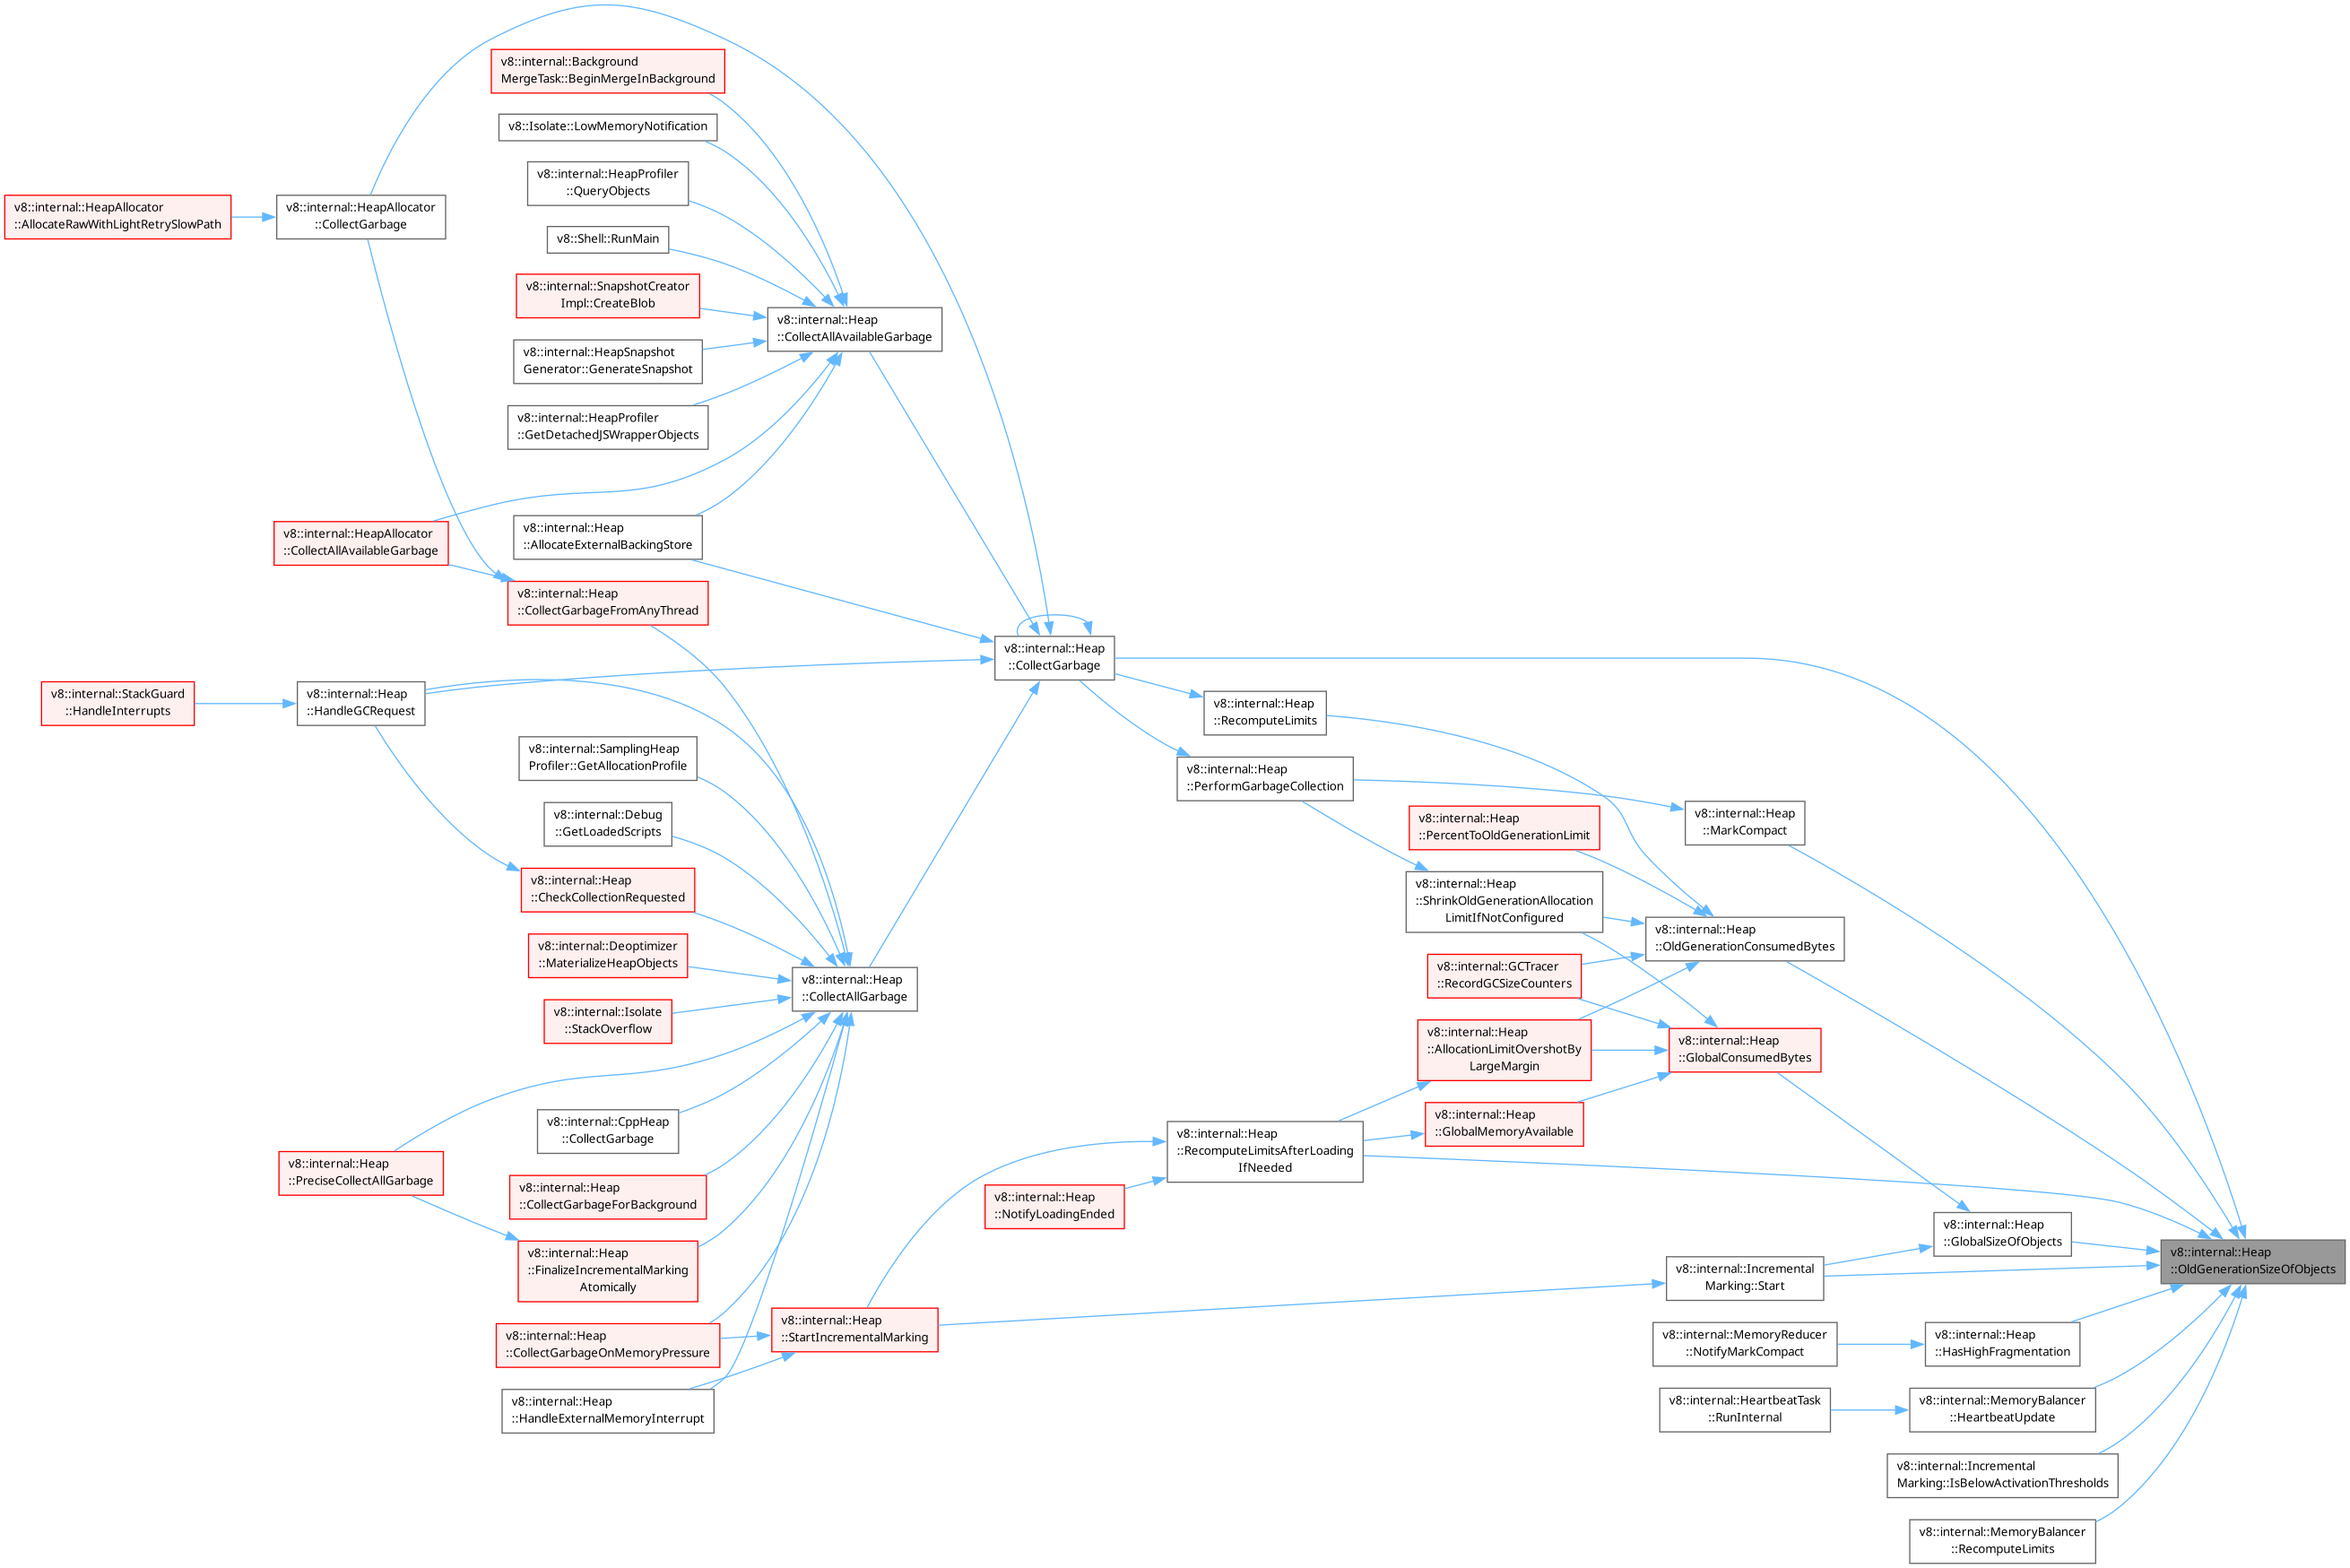 v8::internal::Background
MergeTask::BeginMergeInBackground
v8::Isolate::LowMemoryNotification
v8::internal::HeapProfiler
::QueryObjects
v8::internal::HeapAllocator
::AllocateRawWithLightRetrySlowPath
v8::internal::HeapAllocator
::CollectGarbage
v8::Shell::RunMain
v8::internal::SnapshotCreator
Impl::CreateBlob
v8::internal::Heap
::CollectAllAvailableGarbage
v8::internal::HeapSnapshot
Generator::GenerateSnapshot
v8::internal::HeapProfiler
::GetDetachedJSWrapperObjects
v8::internal::HeapAllocator
::CollectAllAvailableGarbage
v8::internal::Heap
::AllocateExternalBackingStore
v8::internal::Heap
::CollectGarbageFromAnyThread
v8::internal::Heap
::CollectGarbage
v8::internal::StackGuard
::HandleInterrupts
v8::internal::Heap
::HandleGCRequest
v8::internal::Heap
::RecomputeLimits
v8::internal::SamplingHeap
Profiler::GetAllocationProfile
v8::internal::Heap
::PerformGarbageCollection
v8::internal::Debug
::GetLoadedScripts
v8::internal::Heap
::PercentToOldGenerationLimit
v8::internal::Heap
::MarkCompact
v8::internal::Heap
::CheckCollectionRequested
v8::internal::Heap
::ShrinkOldGenerationAllocation
LimitIfNotConfigured
v8::internal::Heap
::OldGenerationConsumedBytes
v8::internal::Deoptimizer
::MaterializeHeapObjects
v8::internal::Heap
::CollectAllGarbage
v8::internal::GCTracer
::RecordGCSizeCounters
v8::internal::Isolate
::StackOverflow
v8::internal::Heap
::AllocationLimitOvershotBy
LargeMargin
v8::internal::Heap
::GlobalConsumedBytes
v8::internal::CppHeap
::CollectGarbage
v8::internal::Heap
::GlobalMemoryAvailable
v8::internal::Heap
::RecomputeLimitsAfterLoading
IfNeeded
v8::internal::Heap
::PreciseCollectAllGarbage
v8::internal::Heap
::CollectGarbageForBackground
v8::internal::Heap
::NotifyLoadingEnded
v8::internal::Heap
::GlobalSizeOfObjects
v8::internal::Heap
::OldGenerationSizeOfObjects
v8::internal::Heap
::FinalizeIncrementalMarking
Atomically
v8::internal::Incremental
Marking::Start
v8::internal::Heap
::CollectGarbageOnMemoryPressure
v8::internal::Heap
::StartIncrementalMarking
v8::internal::MemoryReducer
::NotifyMarkCompact
v8::internal::Heap
::HasHighFragmentation
v8::internal::Heap
::HandleExternalMemoryInterrupt
v8::internal::HeartbeatTask
::RunInternal
v8::internal::MemoryBalancer
::HeartbeatUpdate
v8::internal::Incremental
Marking::IsBelowActivationThresholds
v8::internal::MemoryBalancer
::RecomputeLimits